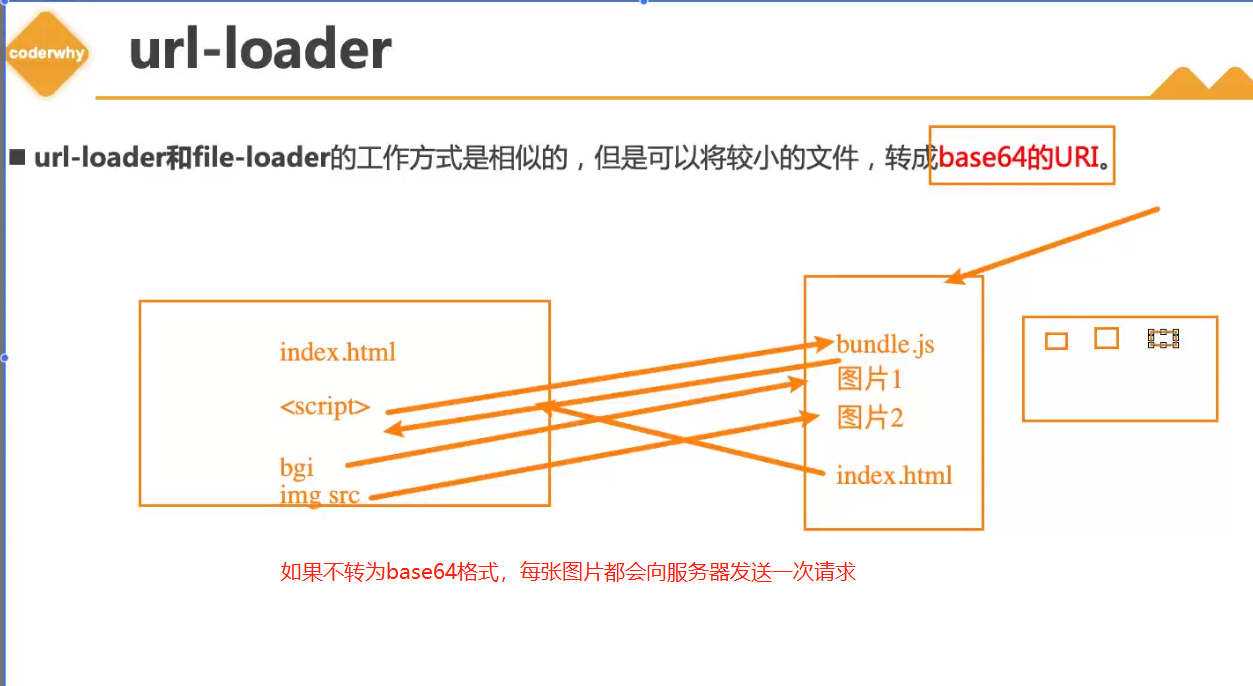 coderwhy
url-loader
url-loader和file-loader的工作方式是相似的，但是可以将较小的文件，转成base64的URI。
index.html
<script>
bgi
img src
bundle.js
图片1
图片2
index.html
如果不转为base64格式，每张图片都会向服务器发送一次请求